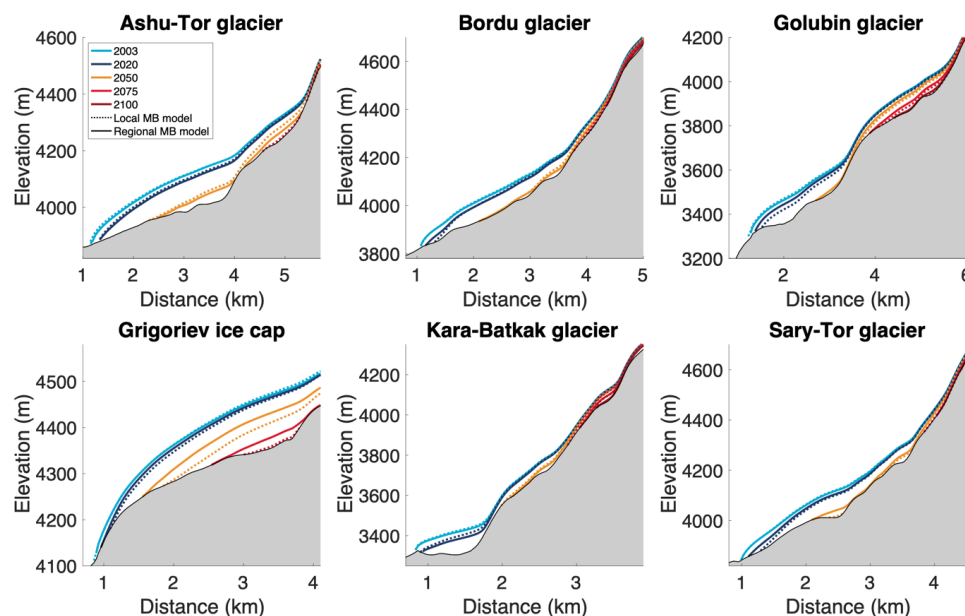 Ashu-Tor glacier
4600
4400
4200
4000
Elevation (m)
2003
2020
2050
2075
2100
Local MB model
Regional MB model
1 2 3 4 5
Distance (km)
Bordu glacier
4600
4400
4200
4000
3800
Elevation (m)
1 2 3 4 5
Distance (km)
Golubin glacier
4200
4000
3800
3600
3400
3200
Elevation (m)
2 4 6
Distance (km)
Grigoriev ice cap
4500
4400
4300
4200
4100
Elevation (m)
1 2 3 4
Distance (km)
Kara-Batkak glacier
4200
4000
3800
3600
3400
Elevation (m)
1 2 3
Distance (km)
Sary-Tor glacier
4600
4400
4200
4000
Elevation (m)
1 2 3 4
Distance (km)